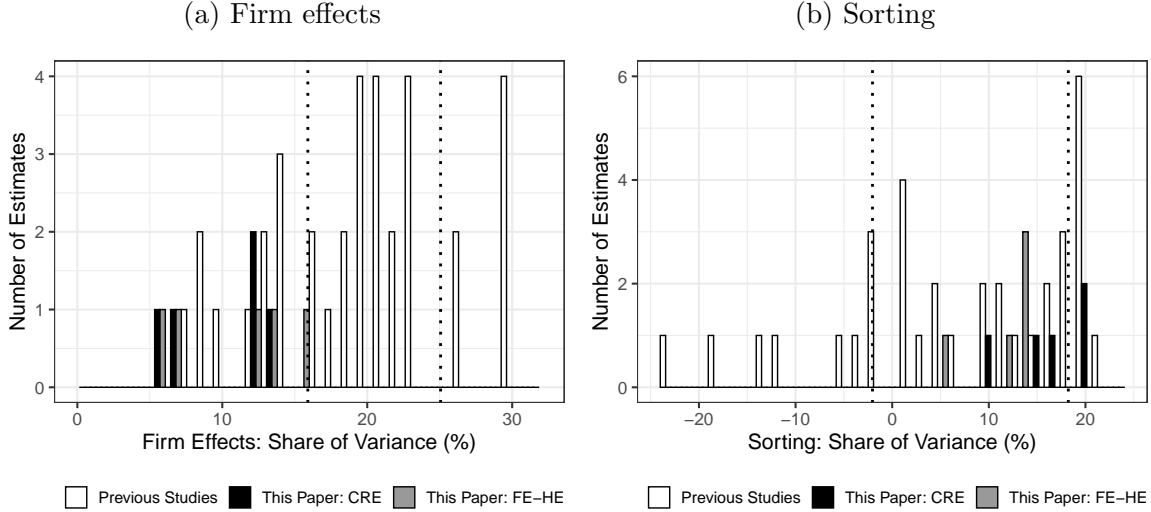 (a) Firm effects
Number of Estimates
4
3
2
1
0
0
10
20
30
Firm Effects: Share of Variance (%)
Previous Studies
This Paper: CRE
This Paper: FE−HE
(b) Sorting
Number of Estimates
6
4
2
0
−20
−10
0
10
20
Sorting: Share of Variance (%)
Previous Studies
This Paper: CRE
This Paper: FE−HE